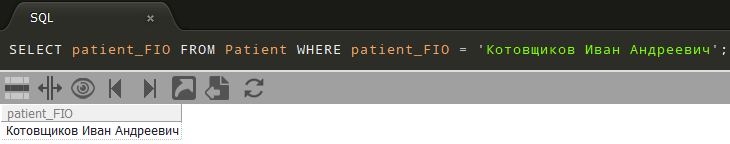 SQL
SELECT patient_FIO FROM Patient WHERE patient_FIO = 'Котовщиков Иван Андреевич';
patient_FIO
Котовщиков Иван Андреевич